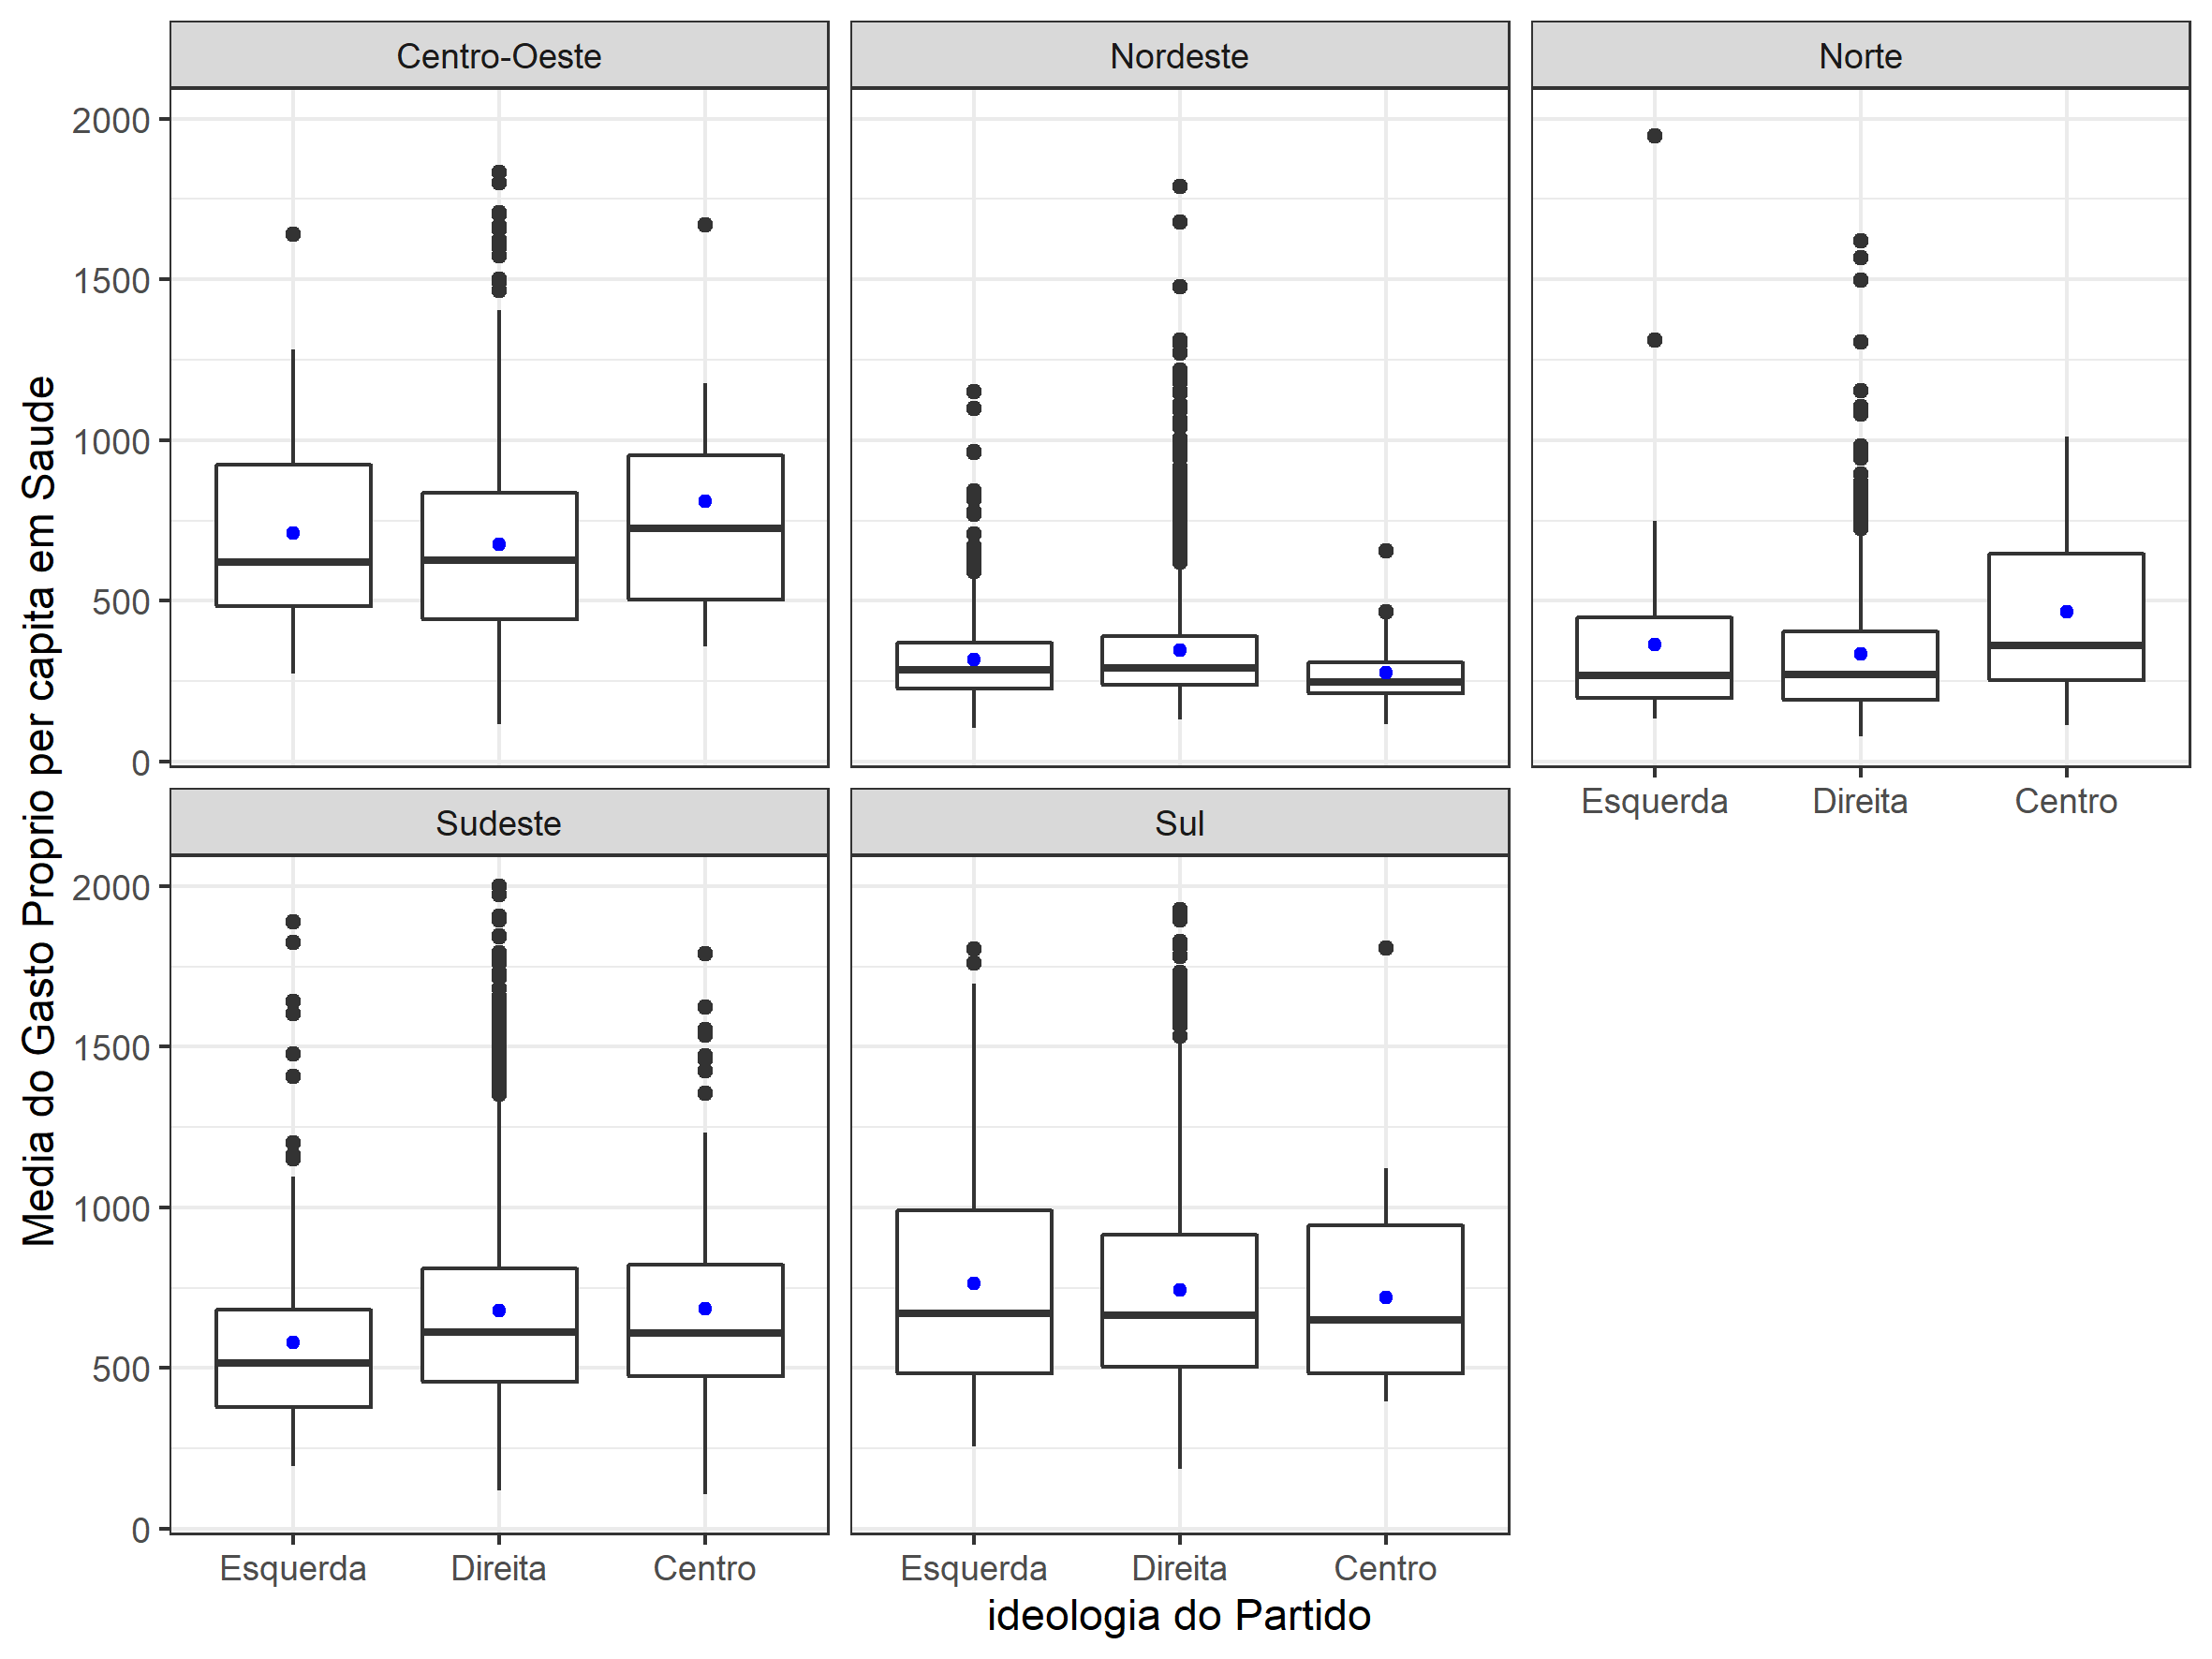 Centro-Oeste
Nordeste
Norte
2000
1500
1000
500
0
Esquerda
Direita
Centro
Sudeste
Sul
2000
1500
1000
500
0
Esquerda
Direita
Centro
Esquerda
Direita
Centro
ideologia do Partido
Media do Gasto Proprio per capita em Saude